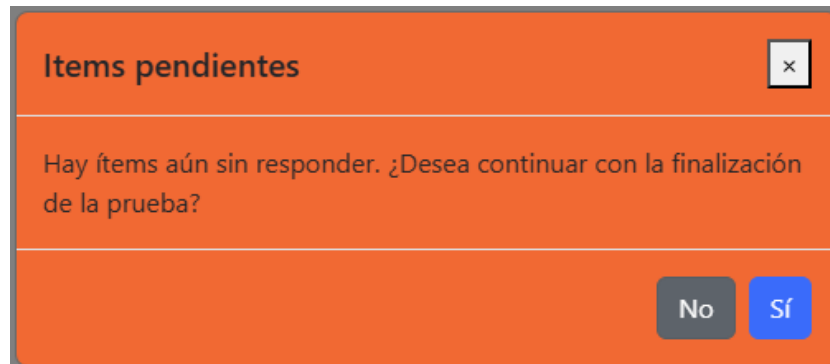 Items pendientes
×
Hay ítems aún sin responder. ¿Desea continuar con la finalización
de la prueba?
No
Sí